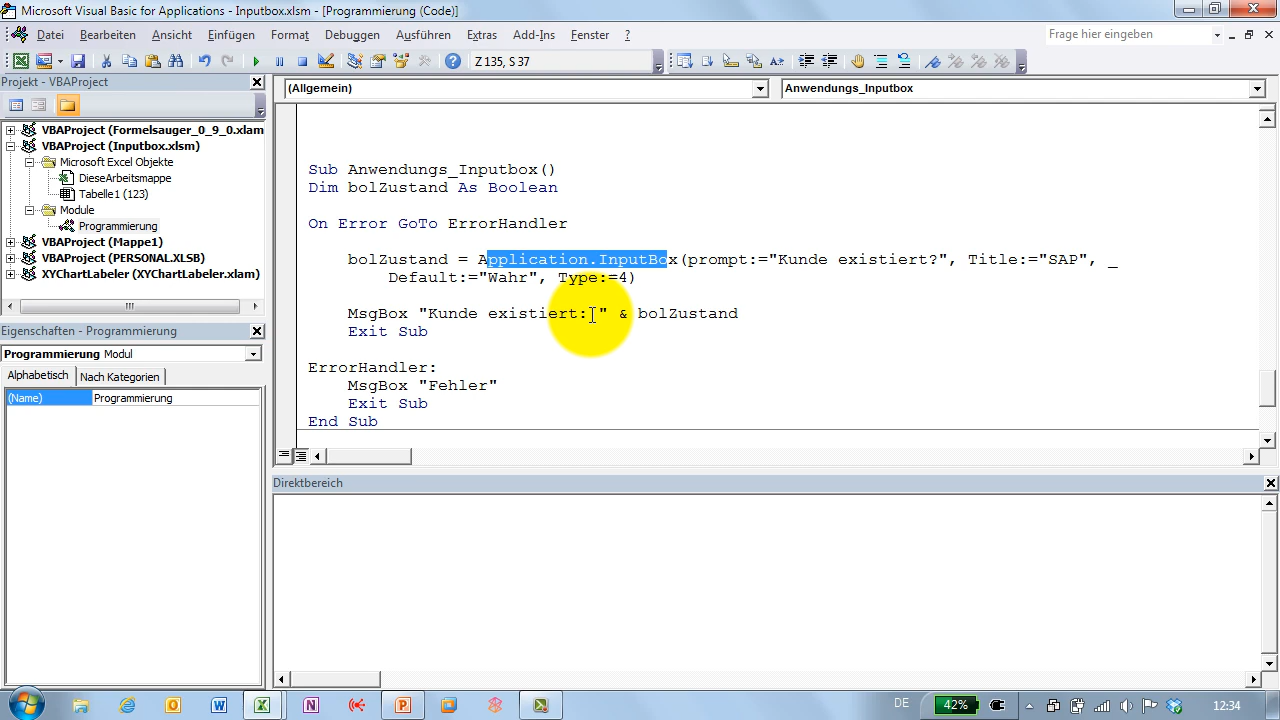 Microsoft Visual Basic for Applications - Inputbox.xlsm - [Programmierung (Code)]
Datei Bearbeiten Ansicht Einfügen Format Debuggen Ausführen Extras Add-Ins Fenster ? Frage hier eingeben
Z 135, S 37
Projekt - VBAProject
(Allgemein) Anwendungs_Inputbox
VBAProject (Formelsauger_0_9_0.xlam
VBAProject (Inputbox.xlsm)
Microsoft Excel Objekte
DieseArbeitsmappe
Tabelle1 (123)
Module
Programmierung
VBAProject (Mappe1)
VBAProject (PERSONAL.XLSB)
XYChartLabeler (XYChartLabeler.xlam)
Eigenschaften - Programmierung
Programmierung Modul
Alphabetisch Nach Kategorien
(Name) Programmierung
Sub Anwendungs_Inputbox()
Dim bolZustand As Boolean
On Error GoTo ErrorHandler
bolZustand = Application.InputBox(prompt:="Kunde existiert?", Title:="SAP", _
Default:="Wahr", Type:=4)
MsgBox "Kunde existiert: " & bolZustand
Exit Sub
ErrorHandler:
MsgBox "Fehler"
Exit Sub
End Sub
Direktbereich
DE 42% 12:34